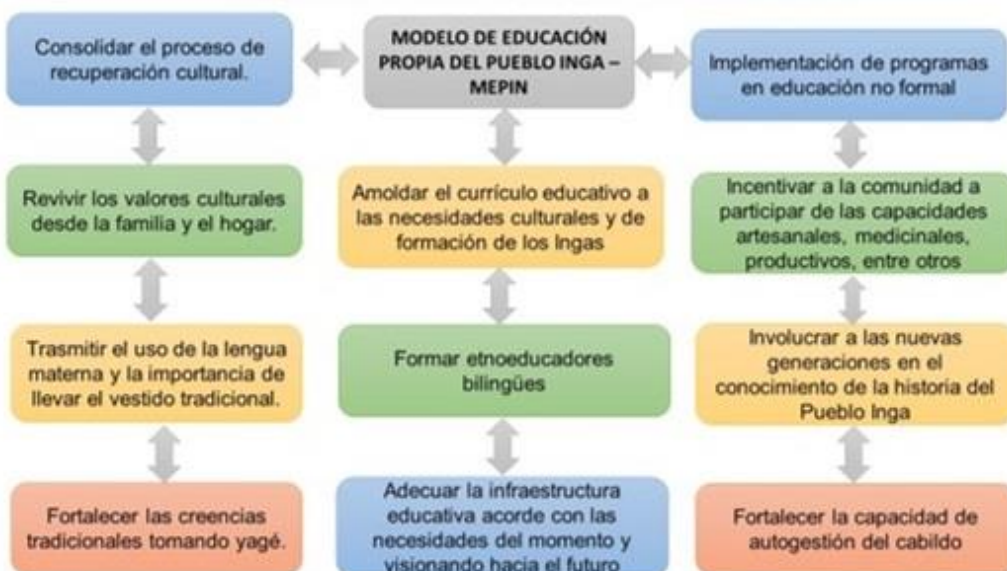 Consolidar el proceso de
recuperación cultural.
MODELO DE EDUCACIÓN
PROPIA DEL PUEBLO INGA –
MEPIN
Implementación de programas
en educación no formal
Revivir los valores culturales
desde la familia y el hogar.
Amoldar el currículo educativo a
las necesidades culturales y de
formación de los Ingas
Incentivar a la comunidad a
participar de las capacidades
artesanales, medicinales,
productivos, entre otros
Trasmitir el uso de la lengua
materna y la importancia de
llevar el vestido tradicional.
Formar etnoeducadores
bilingües
Involucrar a las nuevas
generaciones en el
conocimiento de la historia del
Pueblo Inga
Fortalecer las creencias
tradicionales tomando yagé.
Adecuar la infraestructura
educativa acorde con las
necesidades del momento y
visionando hacia el futuro
Fortalecer la capacidad de
autogestión del cabildo